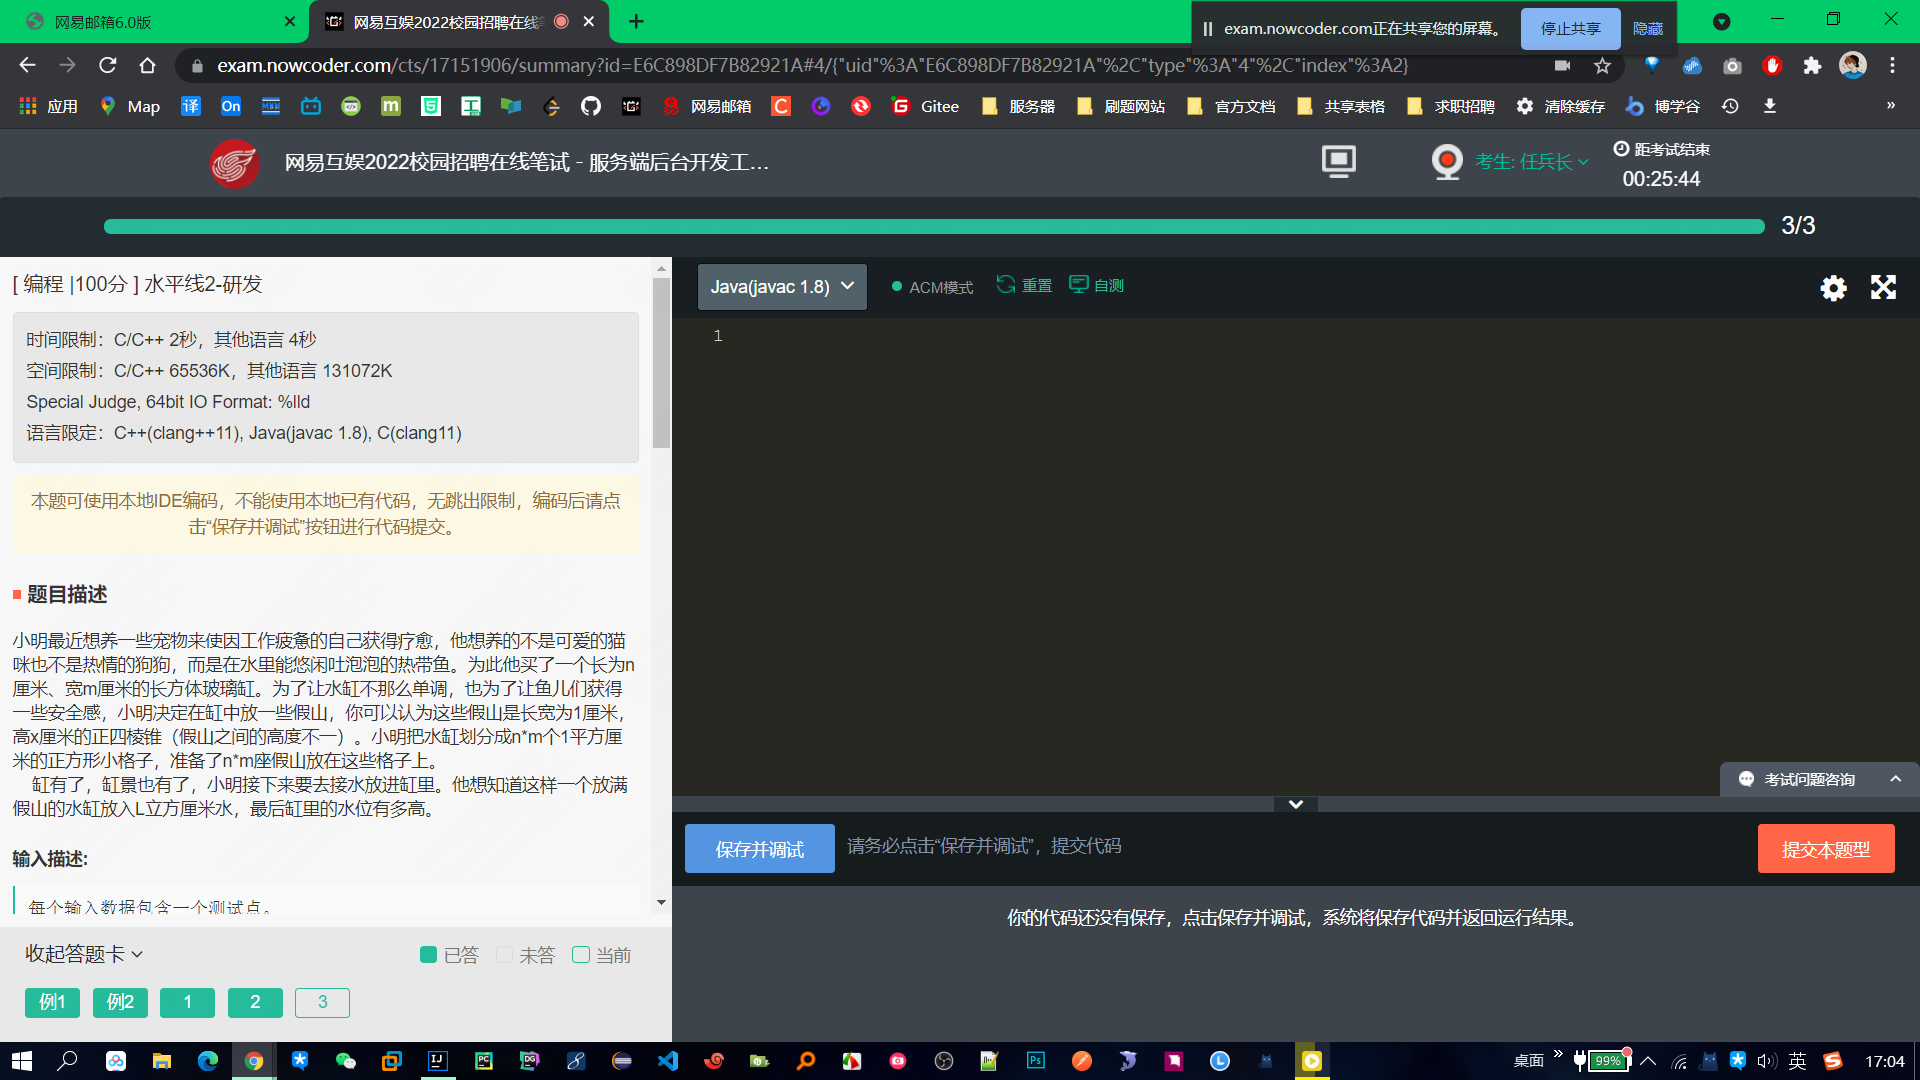 网易邮箱6.0版
网易互娱2022校园招聘在线
exam.nowcoder.com正在共享您的屏幕。
停止共享
隐藏
exam.nowcoder.com/cts/17151906/summary?id=E6C898DF7B82921A#4/{"uid"%3A"E6C898DF7B82921A"%2C"type"%3A"4"%2C"index"%3A2}
应用
Map
译
On
m
工
网易邮箱
C
G
Gitee
服务器
刷题网站
官方文档
共享表格
求职招聘
清除缓存
博学谷
»
网易互娱2022校园招聘在线笔试 - 服务端后台开发工...
考生: 任兵长
距考试结束
00:25:44
3/3
[ 编程 |100分 ] 水平线2-研发
时间限制：C/C++ 2秒，其他语言 4秒
空间限制：C/C++ 65536K，其他语言 131072K
Special Judge, 64bit IO Format: %lld
语言限定：C++(clang++11), Java(javac 1.8), C(clang11)
本题可使用本地IDE编码，不能使用本地已有代码，无跳出限制，编码后请点
击“保存并调试”按钮进行代码提交。
题目描述
小明最近想养一些宠物来使因工作疲惫的自己获得疗愈，他想养的不是可爱的猫
咪也不是热情的狗狗，而是在水里能悠闲吐泡泡的热带鱼。为此他买了一个长为n
厘米、宽m厘米的长方体玻璃缸。为了让水缸不那么单调，也为了让鱼儿们获得
一些安全感，小明决定在缸中放一些假山，你可以认为这些假山是长宽为1厘米，
高x厘米的正四棱锥（假山之间的高度不一）。小明把水缸划分成n*m个1平方厘
米的正方形小格子，准备了n*m座假山放在这些格子上。
缸有了，缸景也有了，小明接下来要去接水放进缸里。他想知道这样一个放满
假山的水缸放入L立方厘米水，最后缸里的水位有多高。
输入描述:
每个输入数据包含一个测试点。
收起答题卡
已答
未答
当前
例1
例2
1
2
3
Java(javac 1.8)
ACM模式
重置
自测
1
考试问题咨询
保存并调试
请务必点击“保存并调试”，提交代码
提交本题型
你的代码还没有保存，点击保存并调试，系统将保存代码并返回运行结果。
IJ
PC
DG
Ps
L
桌面
»
99%
英
S
17:04